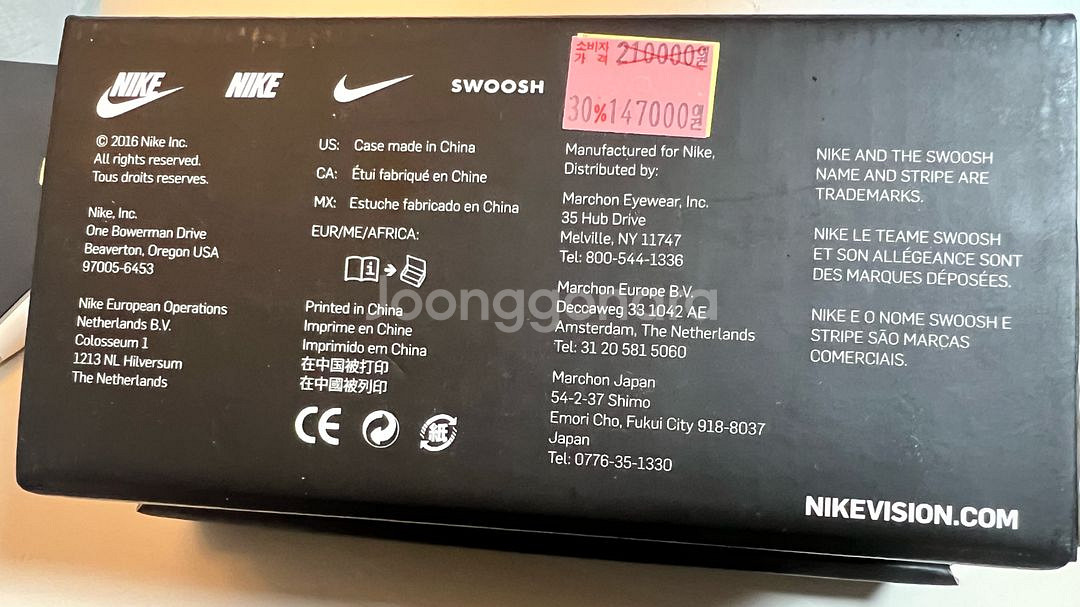 NIKE
NIKE
SWOOSH
소비자
가 격
210000원
30%147000원
© 2016 Nike Inc.
All rights reserved.
Tous droits reserves.
Nike, Inc.
One Bowerman Drive
Beaverton, Oregon USA
97005-6453
Nike European Operations
Netherlands B.V.
Colosseum 1
1213 NL Hilversum
The Netherlands
US: Case made in China
CA: Étui fabriqué en Chine
MX: Estuche fabricado en China
EUR/ME/AFRICA:
Printed in China
Imprime en Chine
Imprimido em China
在中国被打印
在中國被列印
CE
紙
Manufactured for Nike,
Distributed by:
Marchon Eyewear, Inc.
35 Hub Drive
Melville, NY 11747
Tel: 800-544-1336
Marchon Europe B.V.
Deccaweg 33 1042 AE
Amsterdam, The Netherlands
Tel: 31 20 581 5060
Marchon Japan
54-2-37 Shimo
Emori Cho, Fukui City 918-8037
Japan
Tel: 0776-35-1330
NIKE AND THE SWOOSH
NAME AND STRIPE ARE
TRADEMARKS.
NIKE LE TEAME SWOOSH
ET SON ALLÉGEANCE SONT
DES MARQUES DÉPOSÉES.
NIKE E O NOME SWOOSH E
STRIPE SÃO MARCAS
COMERCIAIS.
NIKEVISION.COM
Joonggonara